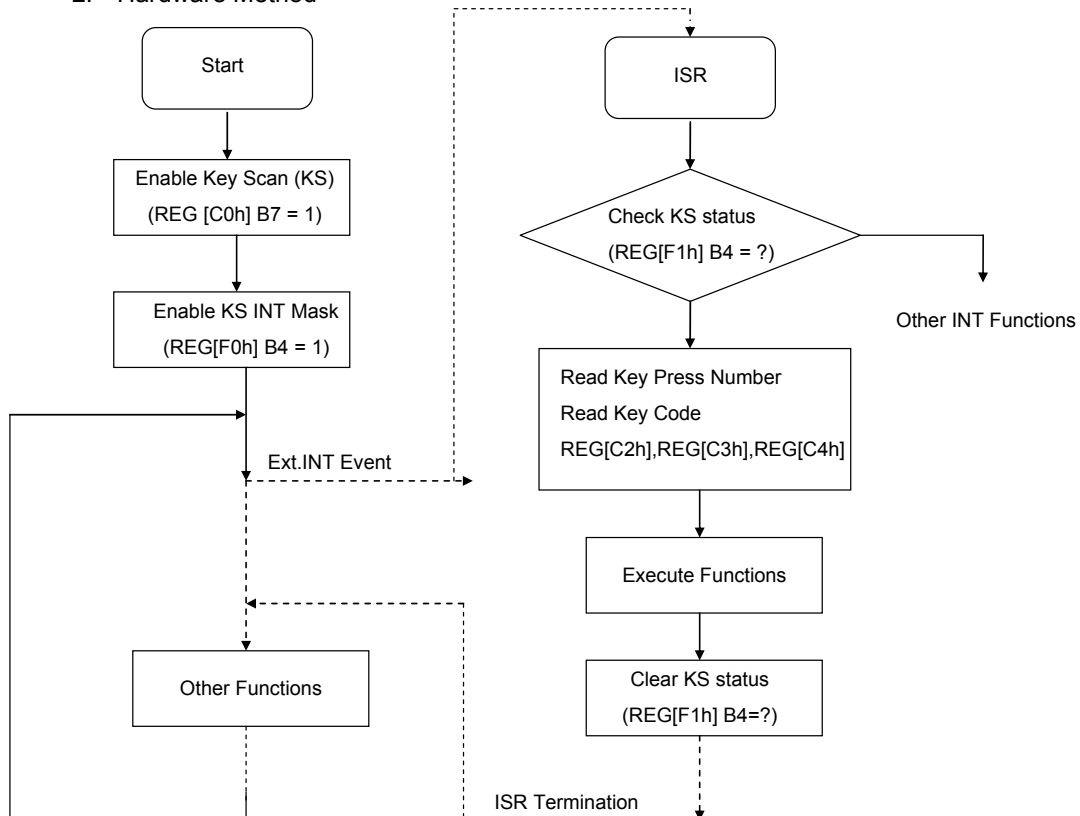 2. Hardware Method
Start
Enable Key Scan (KS)
(REG [C0h] B7 = 1)
Enable KS INT Mask
(REG[F0h] B4 = 1)
Ext.INT Event
Other Functions
ISR
Check KS status
(REG[F1h] B4 = ?)
Other INT Functions
Read Key Press Number
Read Key Code
REG[C2h],REG[C3h],REG[C4h]
Execute Functions
Clear KS status
(REG[F1h] B4=?)
ISR Termination